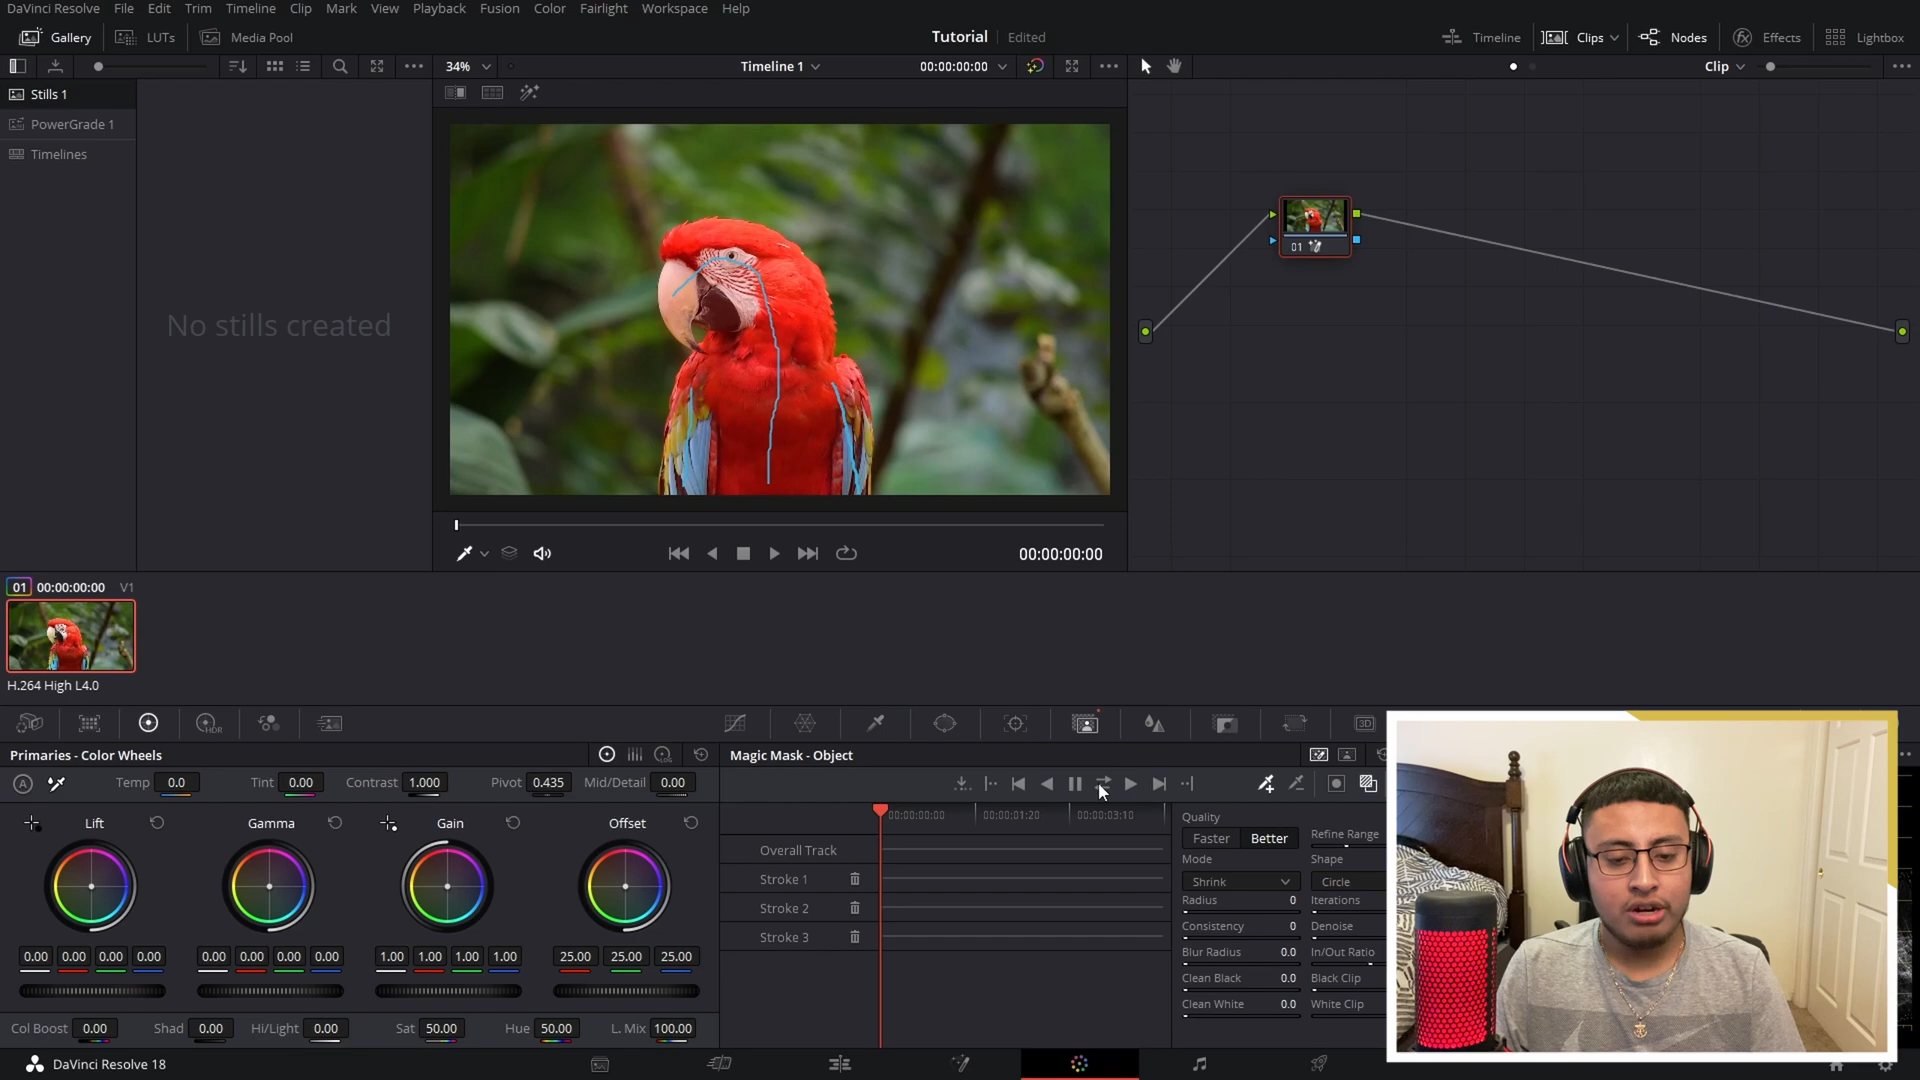 DaVinci Resolve File Edit Trim Timeline Clip Mark View Playback Fusion Color Fairlight Workspace Help
Gallery LUTs Media Pool Tutorial Edited Timeline Clips Nodes Effects Lightbox
34% Timeline 1 00:00:00:00 Clip
Stills 1
PowerGrade 1
Timelines
No stills created
01
00:00:00:00
01 00:00:00:00 V1
H.264 High L4.0
HDR
3D
Primaries - Color Wheels LOG
Magic Mask - Object
A Temp 0.0 Tint 0.00 Contrast 1.000 Pivot 0.435 Mid/Detail 0.00
Lift Gamma Gain Offset
0.00 0.00 0.00 0.00 0.00 0.00 0.00 0.00 1.00 1.00 1.00 1.00 25.00 25.00 25.00
Col Boost 0.00 Shad 0.00 Hi/Light 0.00 Sat 50.00 Hue 50.00 L. Mix 100.00
00:00:00:00 00:00:01:20 00:00:03:10
Overall Track
Stroke 1
Stroke 2
Stroke 3
Quality
Faster Better Refine Range
Mode Shape
Shrink Circle
Radius 0 Iterations
Consistency 0 Denoise
Blur Radius 0.0 In/Out Ratio
Clean Black 0.0 Black Clip
Clean White 0.0 White Clip
DaVinci Resolve 18